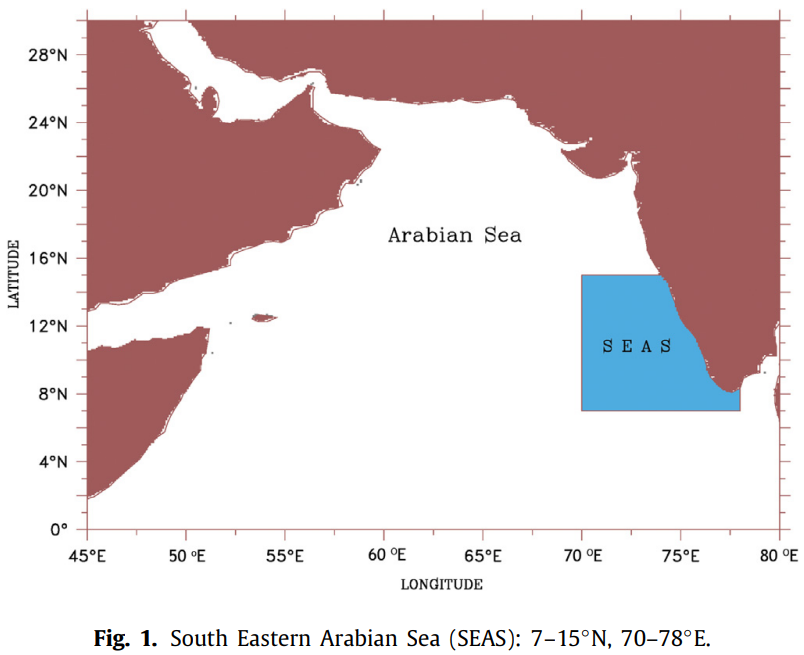 28°N
24°N
20°N
16°N
12°N
8°N
4°N
0°
LATITUDE
Arabian Sea
S E A S
45°E 50 °E 55°E 60 °E 65°E 70 °E 75°E 80 °E
LONGITUDE
Fig. 1. South Eastern Arabian Sea (SEAS): 7–15°N, 70–78°E.